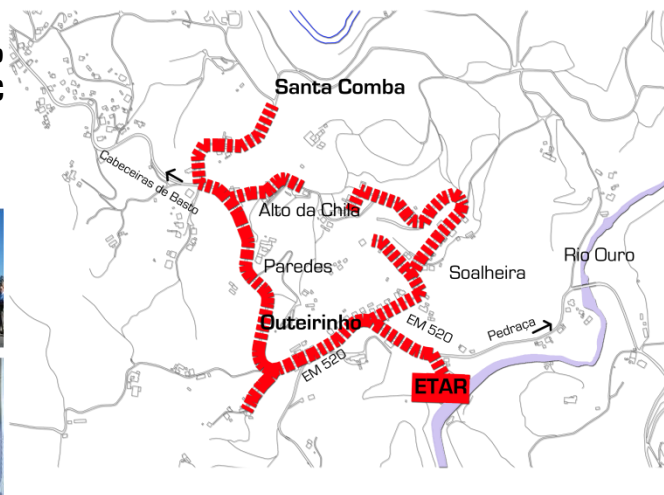 Santa Comba
Cabeceiras de Basto
Alto da Chila
Paredes
Soalheira
Rio Ouro
Outeirinho
EM 520
Pedraça
EM 520
ETAR